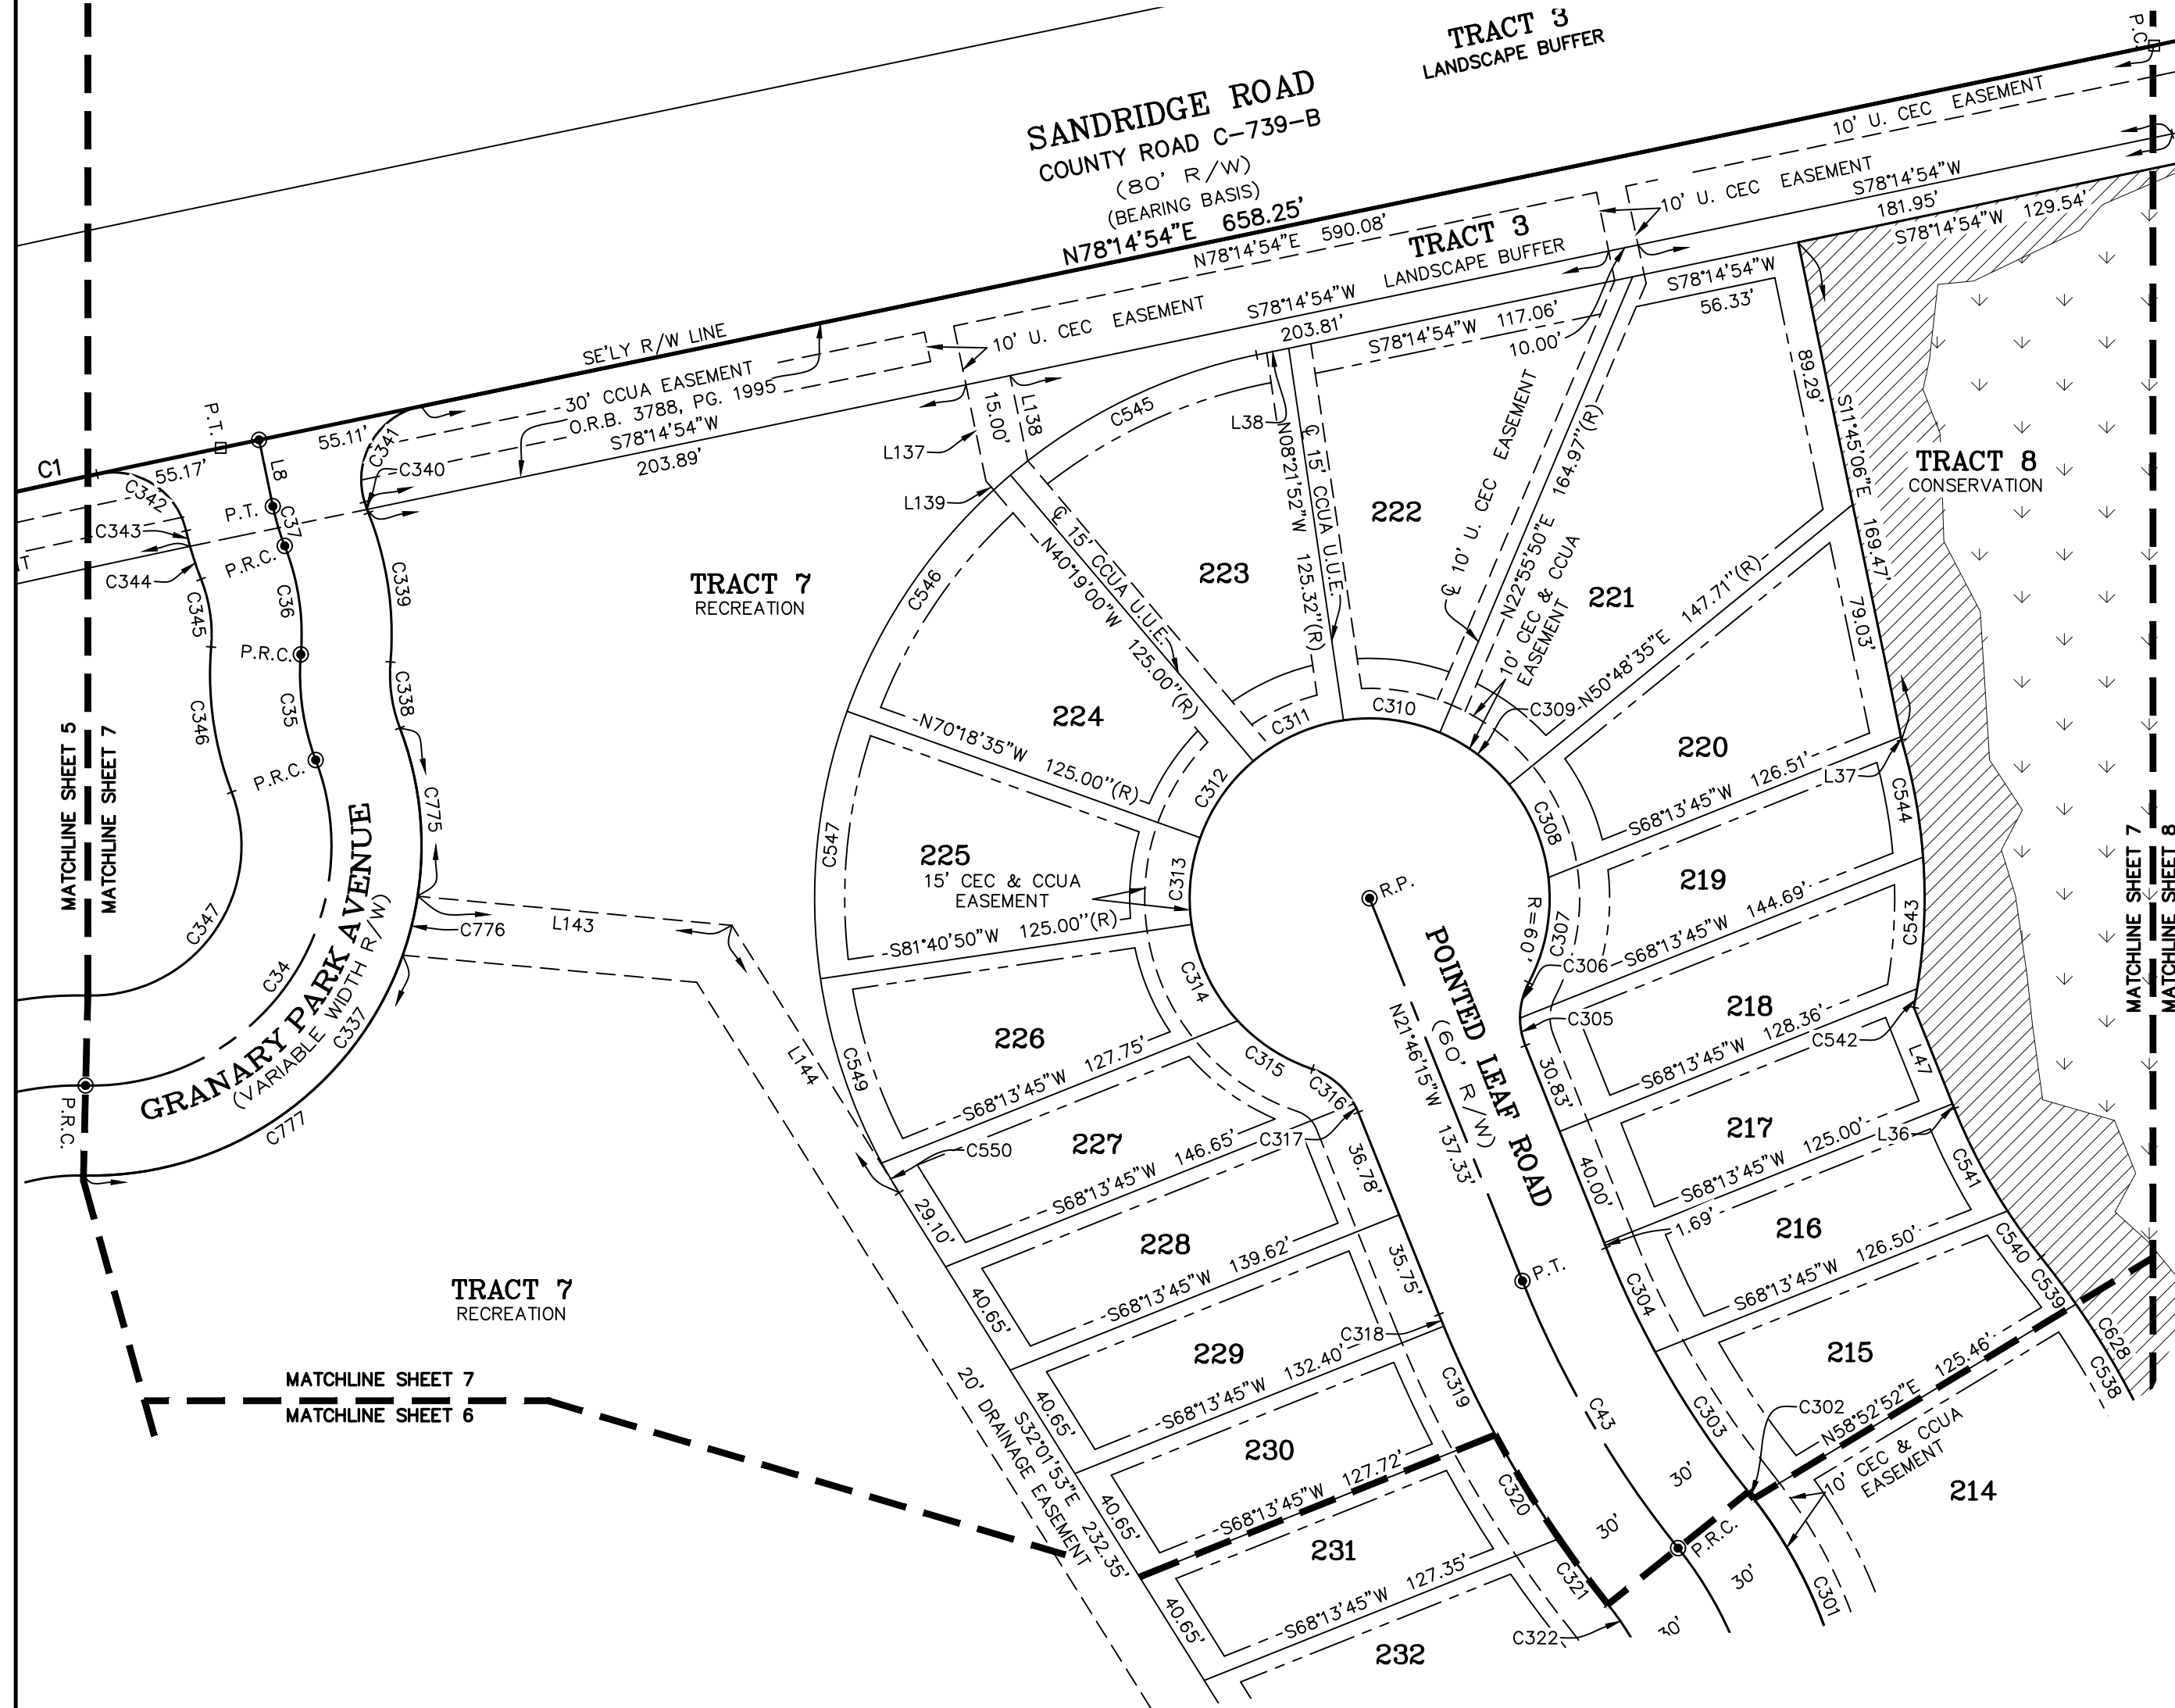 TRACT 3
LANDSCAPE BUFFER
P.C.
SANDRIDGE ROAD
COUNTY ROAD C-739-B
(80' R/W)
(BEARING BASIS)
N78°14'54"E 658.25'
N78°14'54"E 590.08'
TRACT 3
LANDSCAPE BUFFER
10' U. CEC EASEMENT
10' U. CEC EASEMENT
S78°14'54"W
181.95'
S78°14'54"W 129.54'
S78°14'54"W
56.33'
S78°14'54"W
203.81'
S78°14'54"W 117.06'
10.00'
10' U. CEC EASEMENT
SE'LY R/W LINE
30' CCUA EASEMENT
O.R.B. 3788, PG. 1995
S78°14'54"W
203.89'
P.T.
55.11'
C341
C340
C1
55.17'
C342
L8
P.T.
C37
P.R.C.
C343
C344
T
C345
C36
C339
P.R.C.
C346
C35
C338
P.R.C.
C775
MATCHLINE SHEET 5
MATCHLINE SHEET 7
C347
C34
GRANARY PARK AVENUE
(VARIABLE WIDTH R/W)
C337
C776
C777
P.R.C.
L143
L144
TRACT 7
RECREATION
L137
15.00'
L138
L139
C545
L38
C546
C547
C549
C550
℄ 15' CCUA U.U.E.
N40°19'00"W 125.00"(R)
N08°21'52"W 125.32"(R)
℄ 15' CCUA U.U.E.
℄ 10' U. CEC EASEMENT
N22°55'50"E 164.97"(R)
10' CEC & CCUA
EASEMENT
N50°48'35"E 147.71"(R)
89.29'
S11°45'06"E 169.47'
79.03'
TRACT 8
CONSERVATION
222
223
221
224
220
N70°18'35"W 125.00"(R)
225
15' CEC & CCUA
EASEMENT
S81°40'50"W 125.00"(R)
C309
C310
C311
C312
C313
C314
C315
C316
C317
C308
C307
R=60'
C306
C305
R.P.
S68°13'45"W 126.51'
L37
C544
219
S68°13'45"W 144.69'
C543
218
S68°13'45"W 128.36'
C542
L47
217
S68°13'45"W 125.00'
L36
C541
1.69'
216
S68°13'45"W 126.50'
C540
C539
215
N58°52'52"E 125.46'
C628
C538
MATCHLINE SHEET 7
MATCHLINE SHEET 8
POINTED LEAF ROAD
(60' R/W)
N21°46'15"W 137.33'
30.83'
40.00'
P.T.
C304
C303
C302
10' CEC & CCUA
EASEMENT
214
C43
30'
30'
P.R.C.
30'
30'
C301
226
S68°13'45"W 127.75'
227
S68°13'45"W 146.65'
36.78'
228
S68°13'45"W 139.62'
35.75'
C318
229
S68°13'45"W 132.40'
C319
230
S68°13'45"W 127.72'
C320
231
S68°13'45"W 127.35'
C321
C322
232
29.10'
40.65'
40.65'
S32°01'53"E 232.35'
40.65'
40.65'
20' DRAINAGE EASEMENT
TRACT 7
RECREATION
MATCHLINE SHEET 7
MATCHLINE SHEET 6